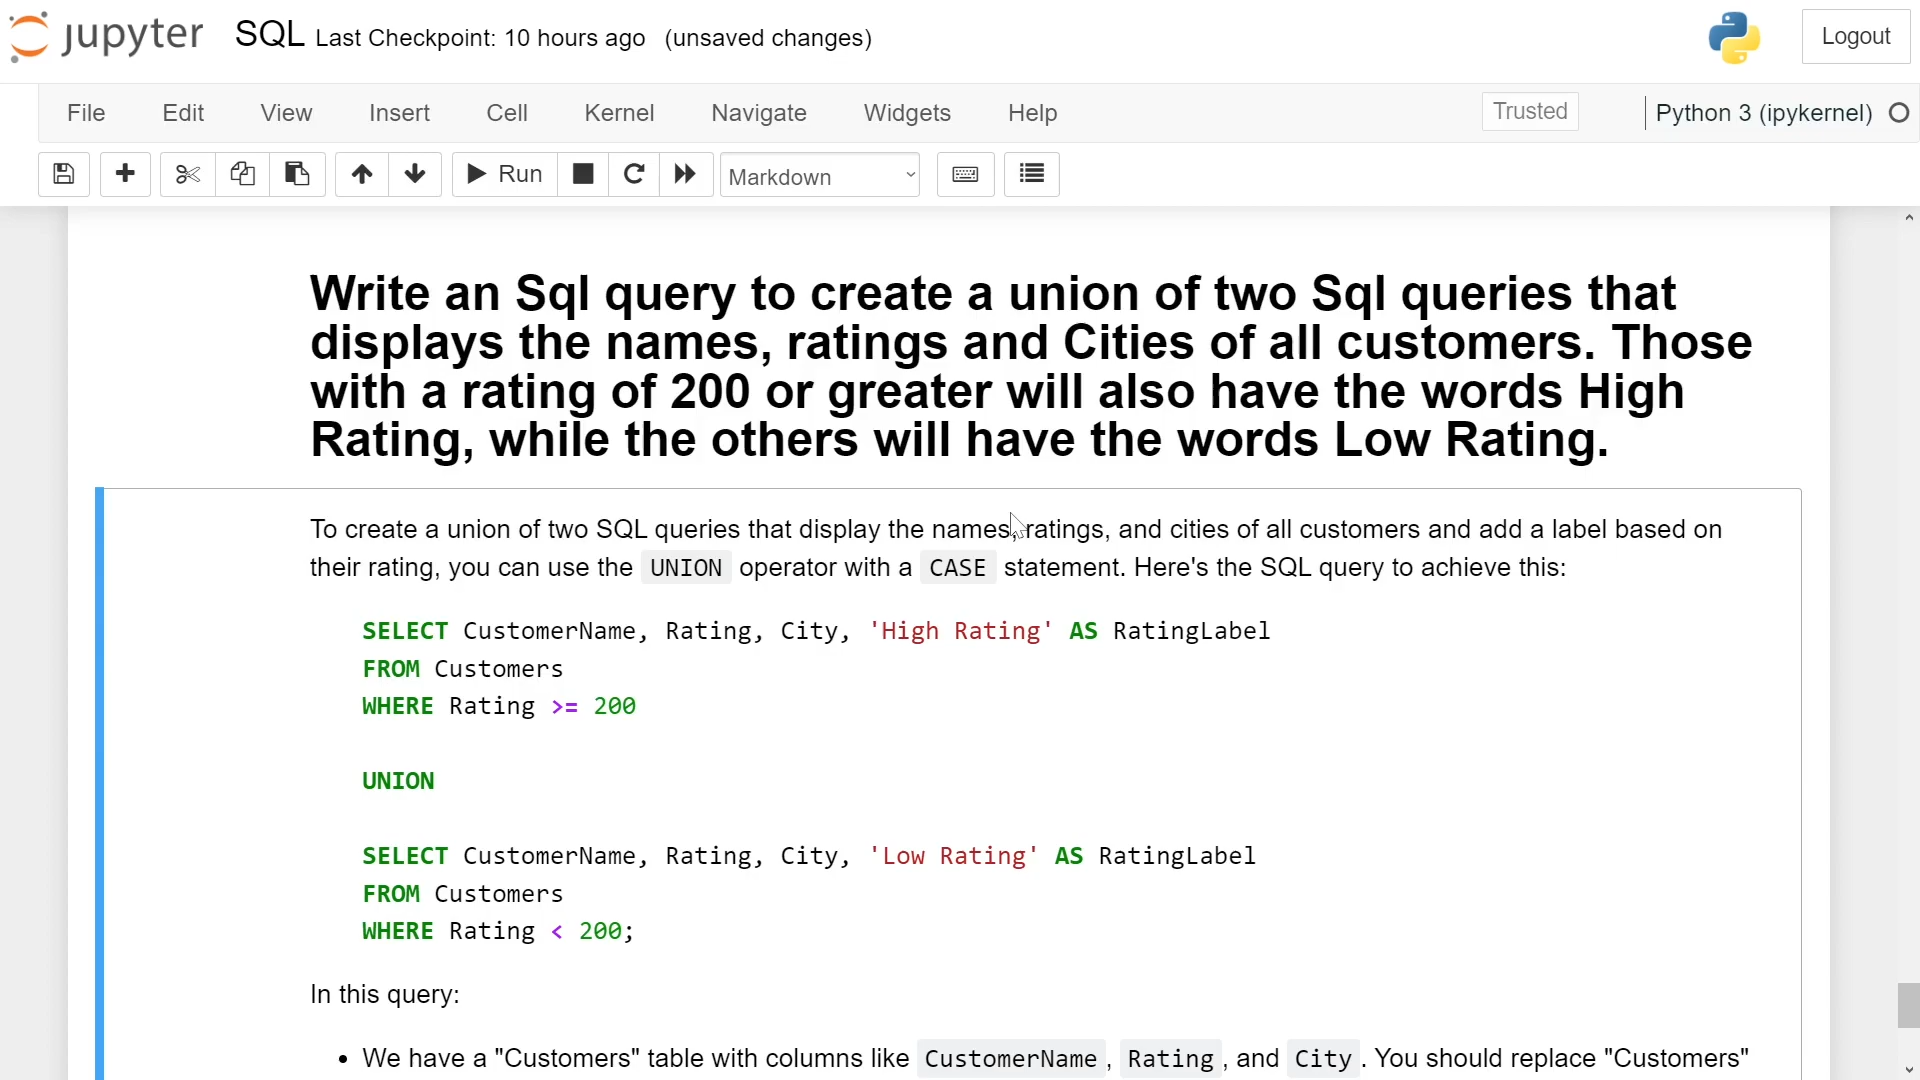 jupyter SQL Last Checkpoint: 10 hours ago (unsaved changes) Logout
File Edit View Insert Cell Kernel Navigate Widgets Help Trusted Python 3 (ipykernel)
Run Markdown
Write an Sql query to create a union of two Sql queries that
displays the names, ratings and Cities of all customers. Those
with a rating of 200 or greater will also have the words High
Rating, while the others will have the words Low Rating.
To create a union of two SQL queries that display the names, ratings, and cities of all customers and add a label based on
their rating, you can use the UNION operator with a CASE statement. Here's the SQL query to achieve this:
SELECT CustomerName, Rating, City, 'High Rating' AS RatingLabel
FROM Customers
WHERE Rating >= 200
UNION
SELECT CustomerName, Rating, City, 'Low Rating' AS RatingLabel
FROM Customers
WHERE Rating < 200;
In this query:
• We have a "Customers" table with columns like CustomerName, Rating, and City. You should replace "Customers"